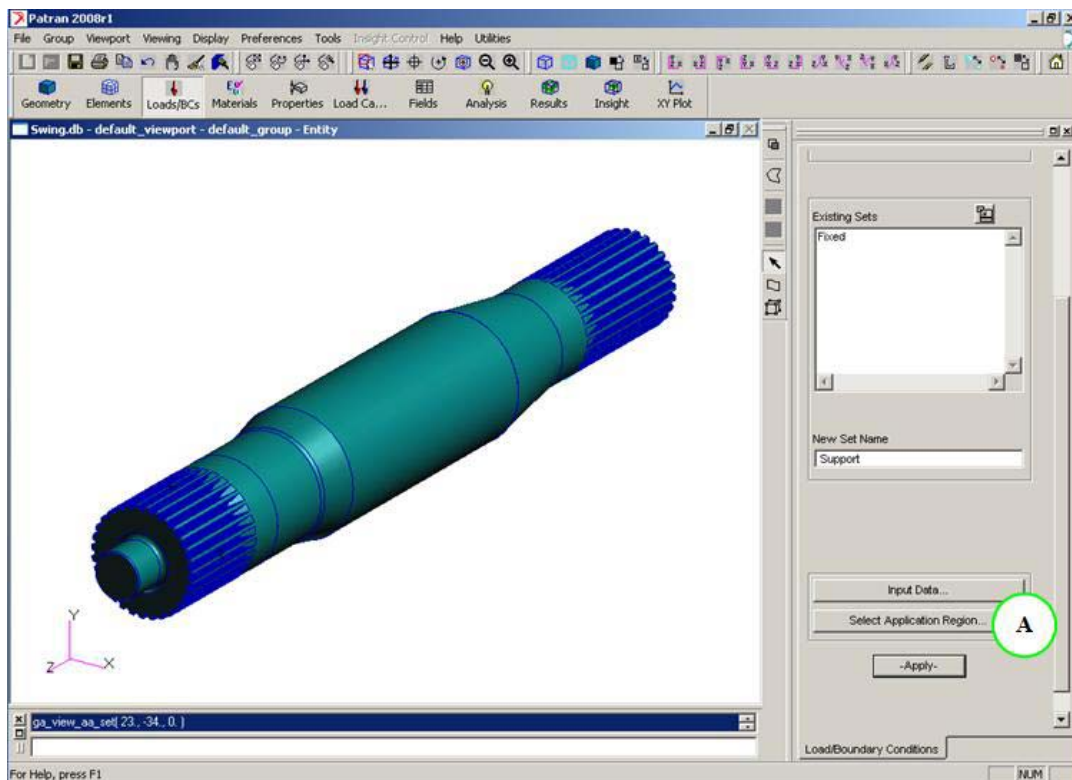 Patran 2008r1
File Group Viewport Viewing Display Preferences Tools Insight Control Help Utilities
Geometry Elements Loads/BCs Materials Properties Load Ca... Fields Analysis Results Insight XY Plot
Swing.db - default_viewport - default_group - Entity
Existing Sets
Fixed
New Set Name
Support
Input Data...
Select Application Region...
A
-Apply-
Y
Z
X
ga_view_aa_set( 23., -34., 0. )
Load/Boundary Conditions
For Help, press F1
NUM